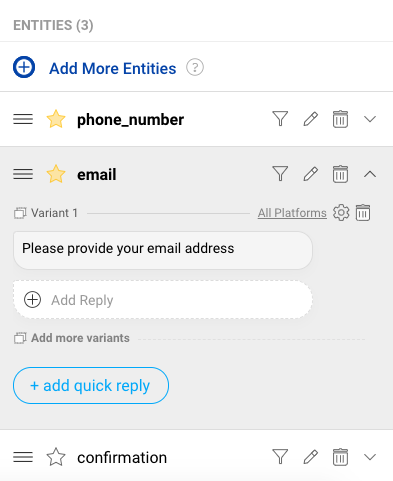 ENTITIES (3)
Add More Entities ?
phone_number
email
Variant 1 All Platforms
Please provide your email address
Add Reply
Add more variants
+ add quick reply
confirmation